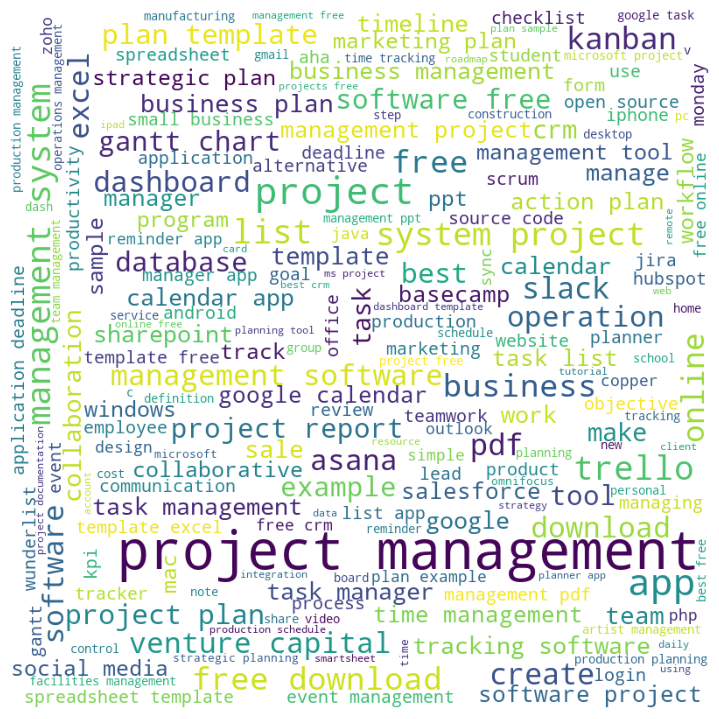 manufacturing
management free
plan sample
checklist
google task
zoho
plan template
timeline
kanban
v
gmail
marketing plan
spreadsheet
aha
time tracking
roadmap
student
microsoft project
monday
production management
operations management
excel
strategic plan
business management
form
use
projects free
business plan
software free
open source
iphone
pc
small business
step
construction
desktop
ipad
gantt chart
management project
crm
application
deadline
management tool
workflow
free online
management system
dash
team management
productivity
dashboard
alternative
free
manage
manager
project
ppt
scrum
action plan
program
management ppt
source code
remote
sample
reminder app
card
list
java
system project
database
template
sync
jira
manager app
goal
ms project
best
calendar
hubspot
best crm
calendar app
basecamp
slack
web
application deadline
service
android
task
dashboard template
home
online free
planning tool
office
production
schedule
operation
online
collaboration
sharepoint
group
marketing
website
planner
template free
track
project free
task list
school
management software
tutorial
c
definition
google calendar
business
copper
windows
review
teamwork
work
objective
employee
project report
outlook
make
tracking
design
resource
simple
planning
new
client
microsoft
asana
pdf
trello
project documentation
event
cost
collaborative
lead
product
omnifocus
communication
example
salesforce
tool
personal
strategy
managing
wunderlist
software
account
task management
data
list app
google
download
template excel
free crm
reminder
best free
project management
kpi
mac
integration
board
plan example
planner app
app
tracker
note
task manager
management pdf
process
gantt
project plan
share
video
time management
team
php
production schedule
artist management
control
venture capital
time
tracking software
daily
social media
strategic planning
smartsheet
production planning
facilities management
free download
create
login
using
spreadsheet template
event management
software project